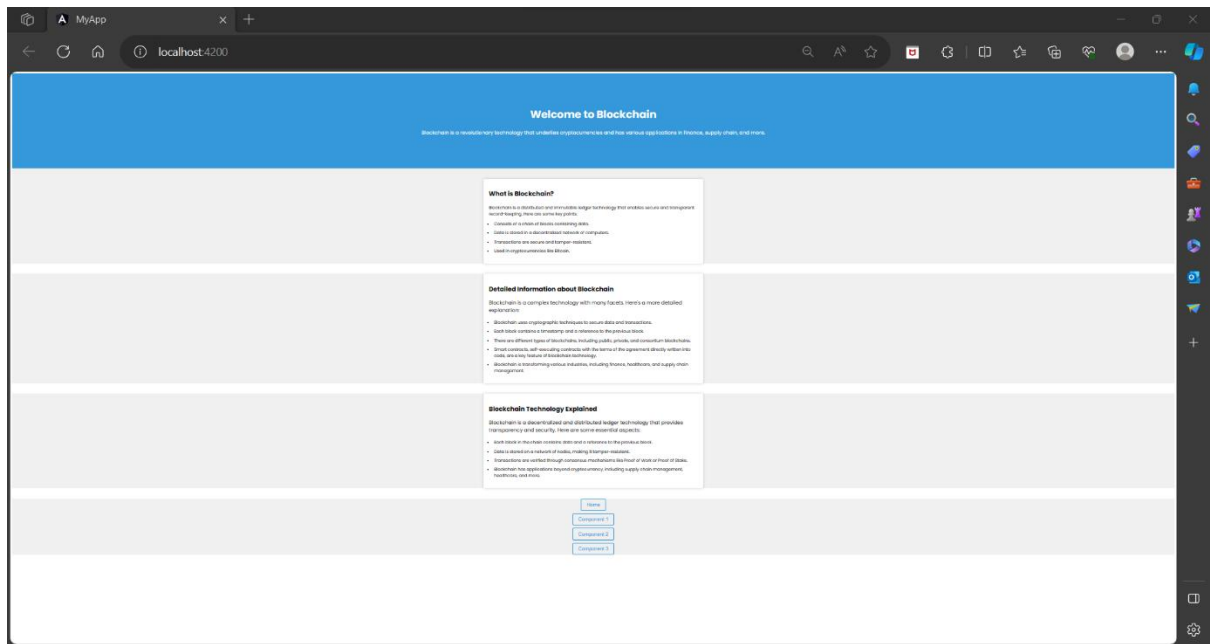 MyApp
localhost:4200
Welcome to Blockchain
Blockchain is a revolutionary technology that underlies cryptocurrencies and has various applications in finance, supply chain, and more.
What is Blockchain?
Blockchain is a distributed and immutable ledger technology that enables secure and transparent
record-keeping. Here are some key points:
Consists of a chain of blocks containing data.
Data is stored in a decentralized network of computers.
Transactions are secure and tamper-resistant.
Used in cryptocurrencies like Bitcoin.
Detailed Information about Blockchain
Blockchain is a complex technology with many facets. Here's a more detailed
explanation:
Blockchain uses cryptographic techniques to secure data and transactions.
Each block contains a timestamp and a reference to the previous block.
There are different types of blockchains, including public, private, and consortium blockchains.
Smart contracts, self-executing contracts with the terms of the agreement directly written into
code, are a key feature of blockchain technology.
Blockchain is transforming various industries, including finance, healthcare, and supply chain
management.
Blockchain Technology Explained
Blockchain is a decentralized and distributed ledger technology that provides
transparency and security. Here are some essential aspects:
Each block in the chain contains data and a reference to the previous block.
Data is stored on a network of nodes, making it tamper-resistant.
Transactions are verified through consensus mechanisms like Proof of Work or Proof of Stake.
Blockchain has applications beyond cryptocurrency, including supply chain management,
healthcare, and more.
Home
Component 1
Component 2
Component 3